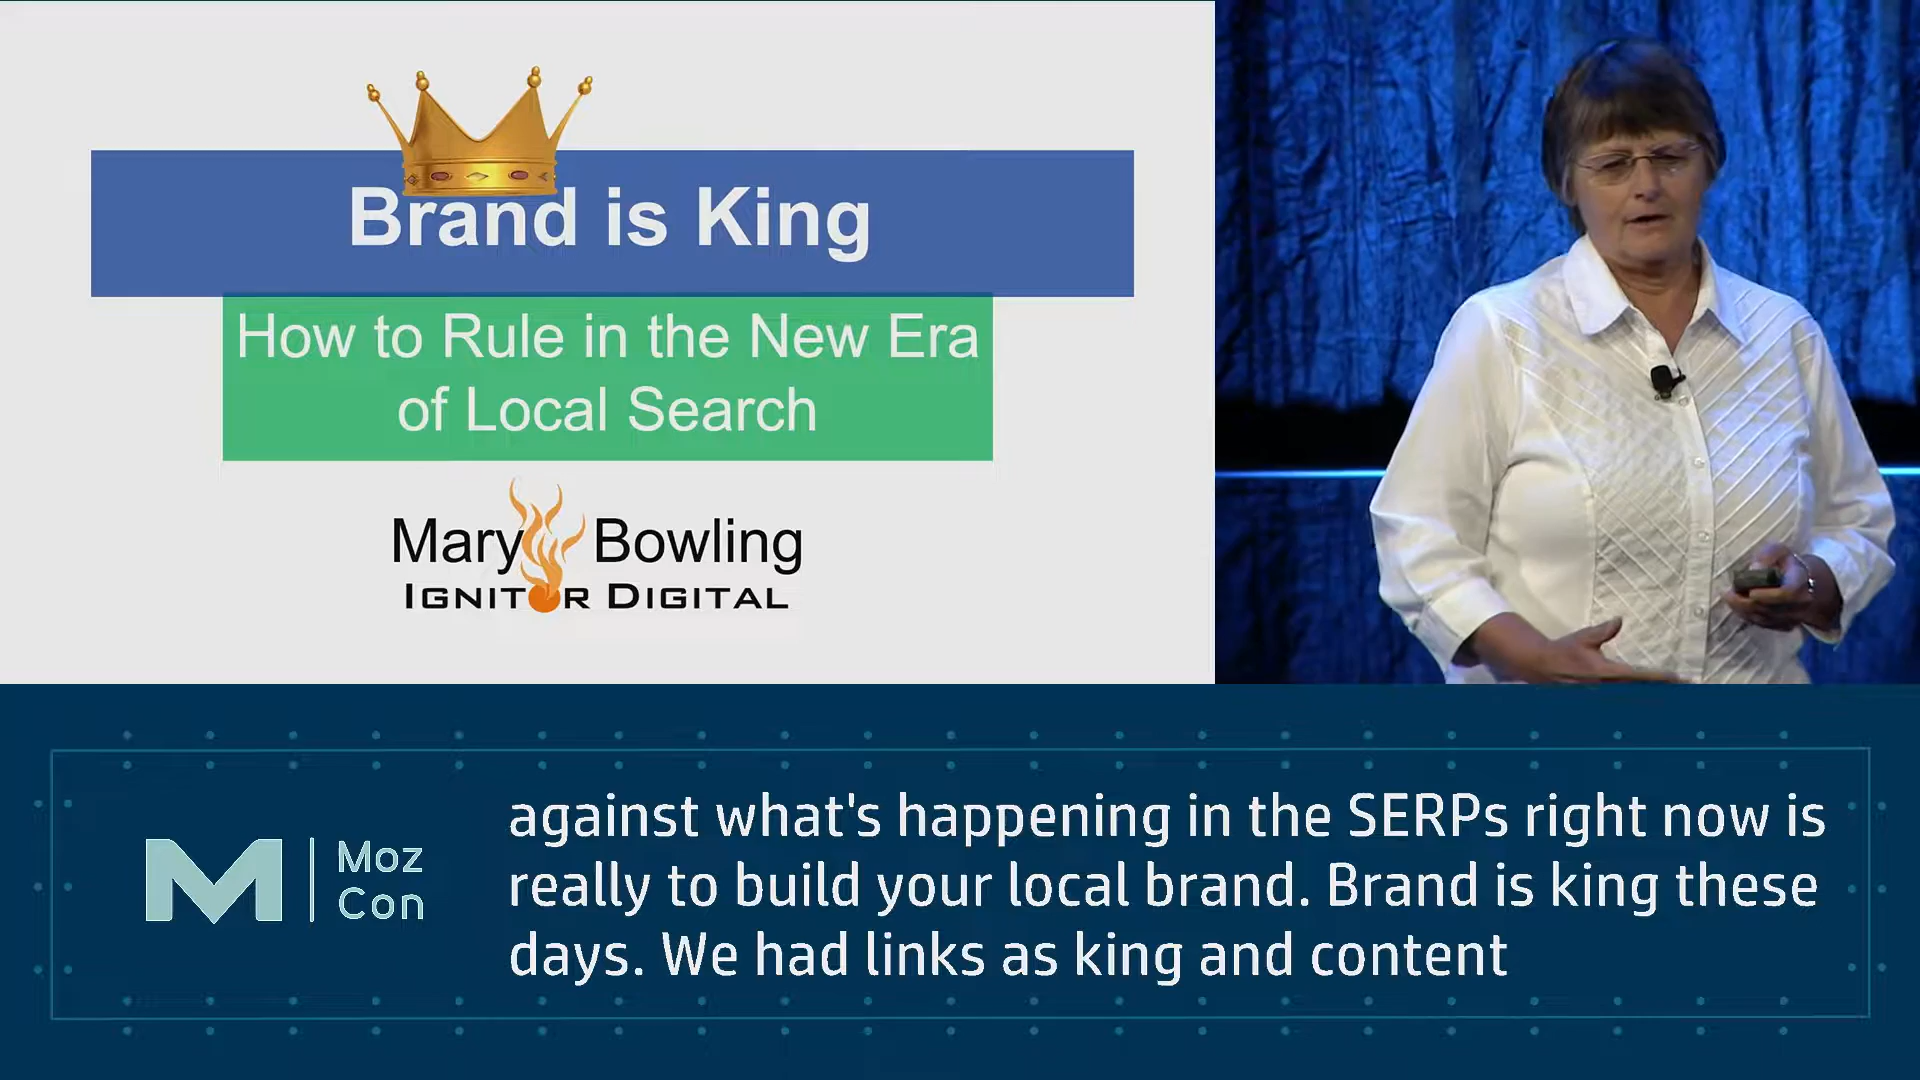 Brand is King
How to Rule in the New Era
of Local Search
Mary Bowling
IGNITOR DIGITAL
Moz
Con
against what's happening in the SERPs right now is
really to build your local brand. Brand is king these
days. We had links as king and content